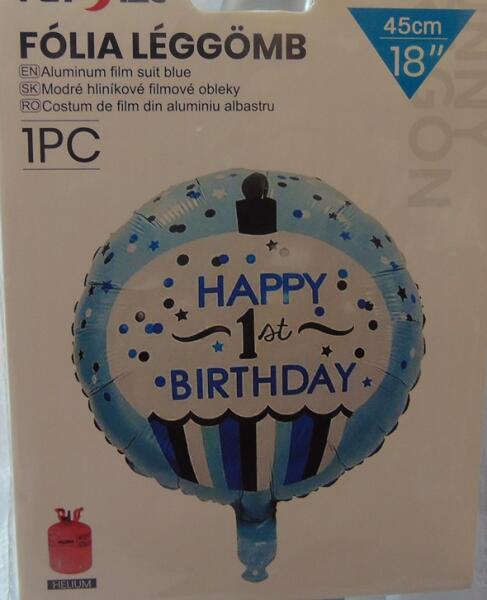 45cm
18"
FÓLIA LÉGGÖMB
EN Aluminum film suit blue
SK Modré hliníkové filmové obleky
RO Costum de film din aluminiu albastru
1PC
HAPPY
1st
BIRTHDAY
HELIUM